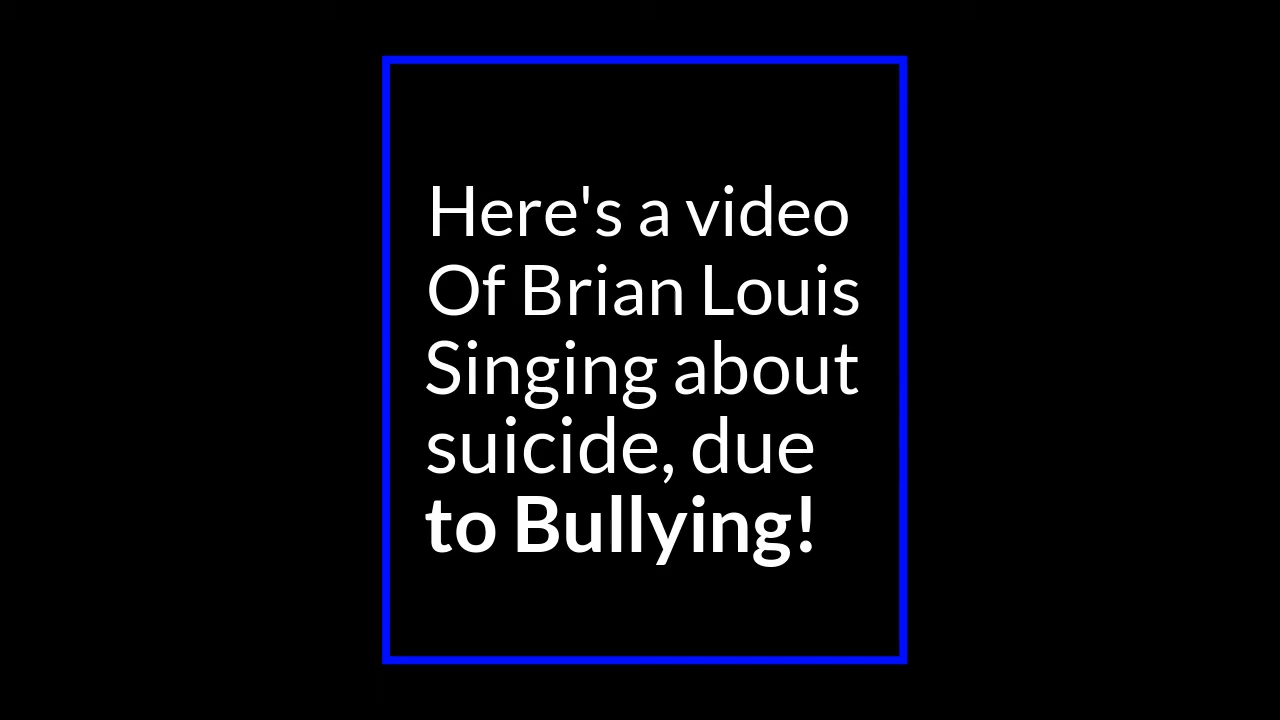 Here's a video
Of Brian Louis
Singing about
suicide, due
to Bullying!